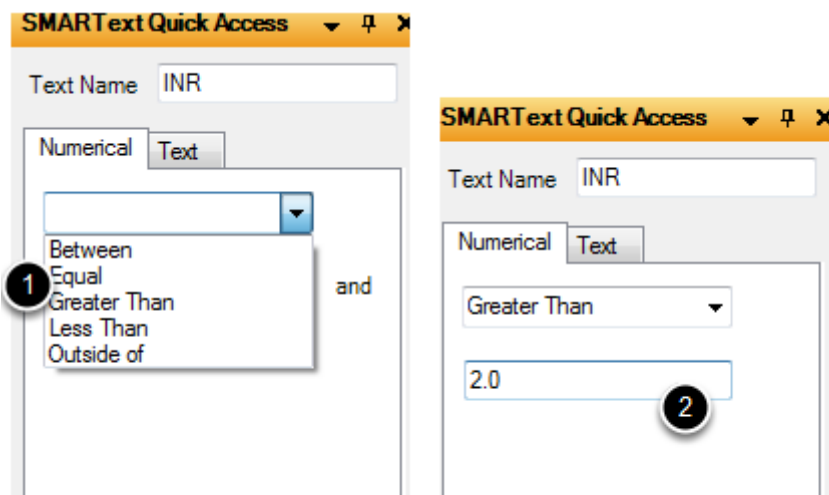 SMARText Quick Access
Text Name INR
Numerical Text
Between
Equal
Greater Than
Less Than
Outside of
and
1
SMARText Quick Access
Text Name INR
Numerical Text
Greater Than
2.0
2